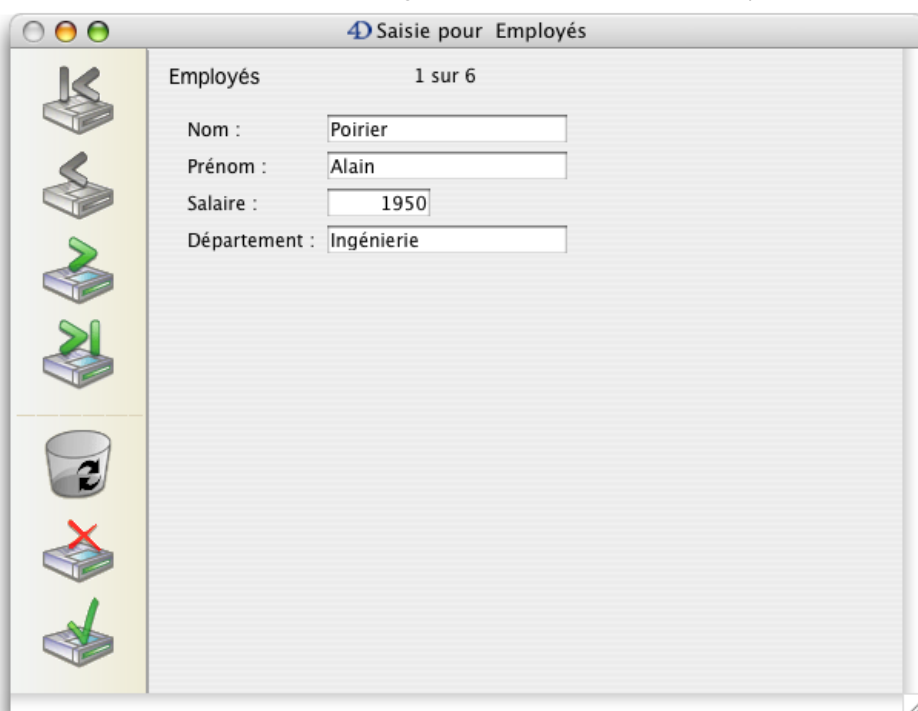 4D Saisie pour Employés
Employés 1 sur 6
Nom : Poirier
Prénom : Alain
Salaire : 1950
Département : Ingénierie